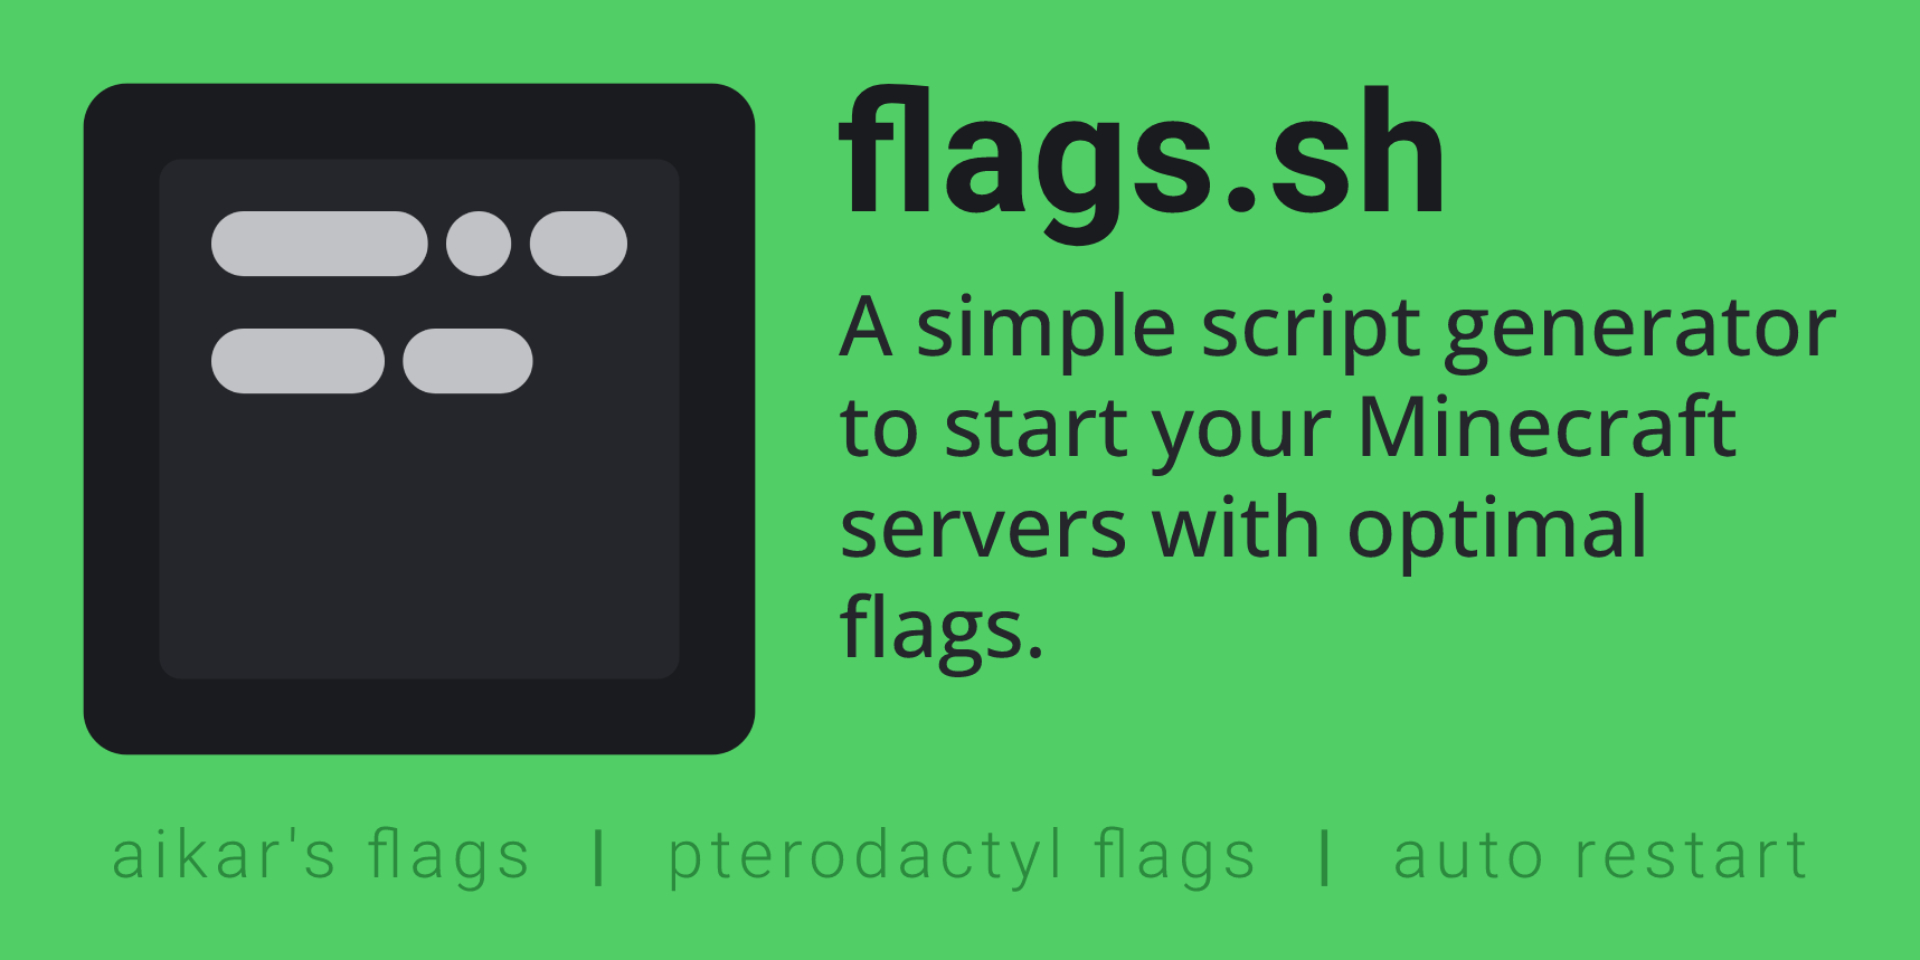 flags.sh
A simple script generator
to start your Minecraft
servers with optimal
flags.
aikar's flags | pterodactyl flags | auto restart